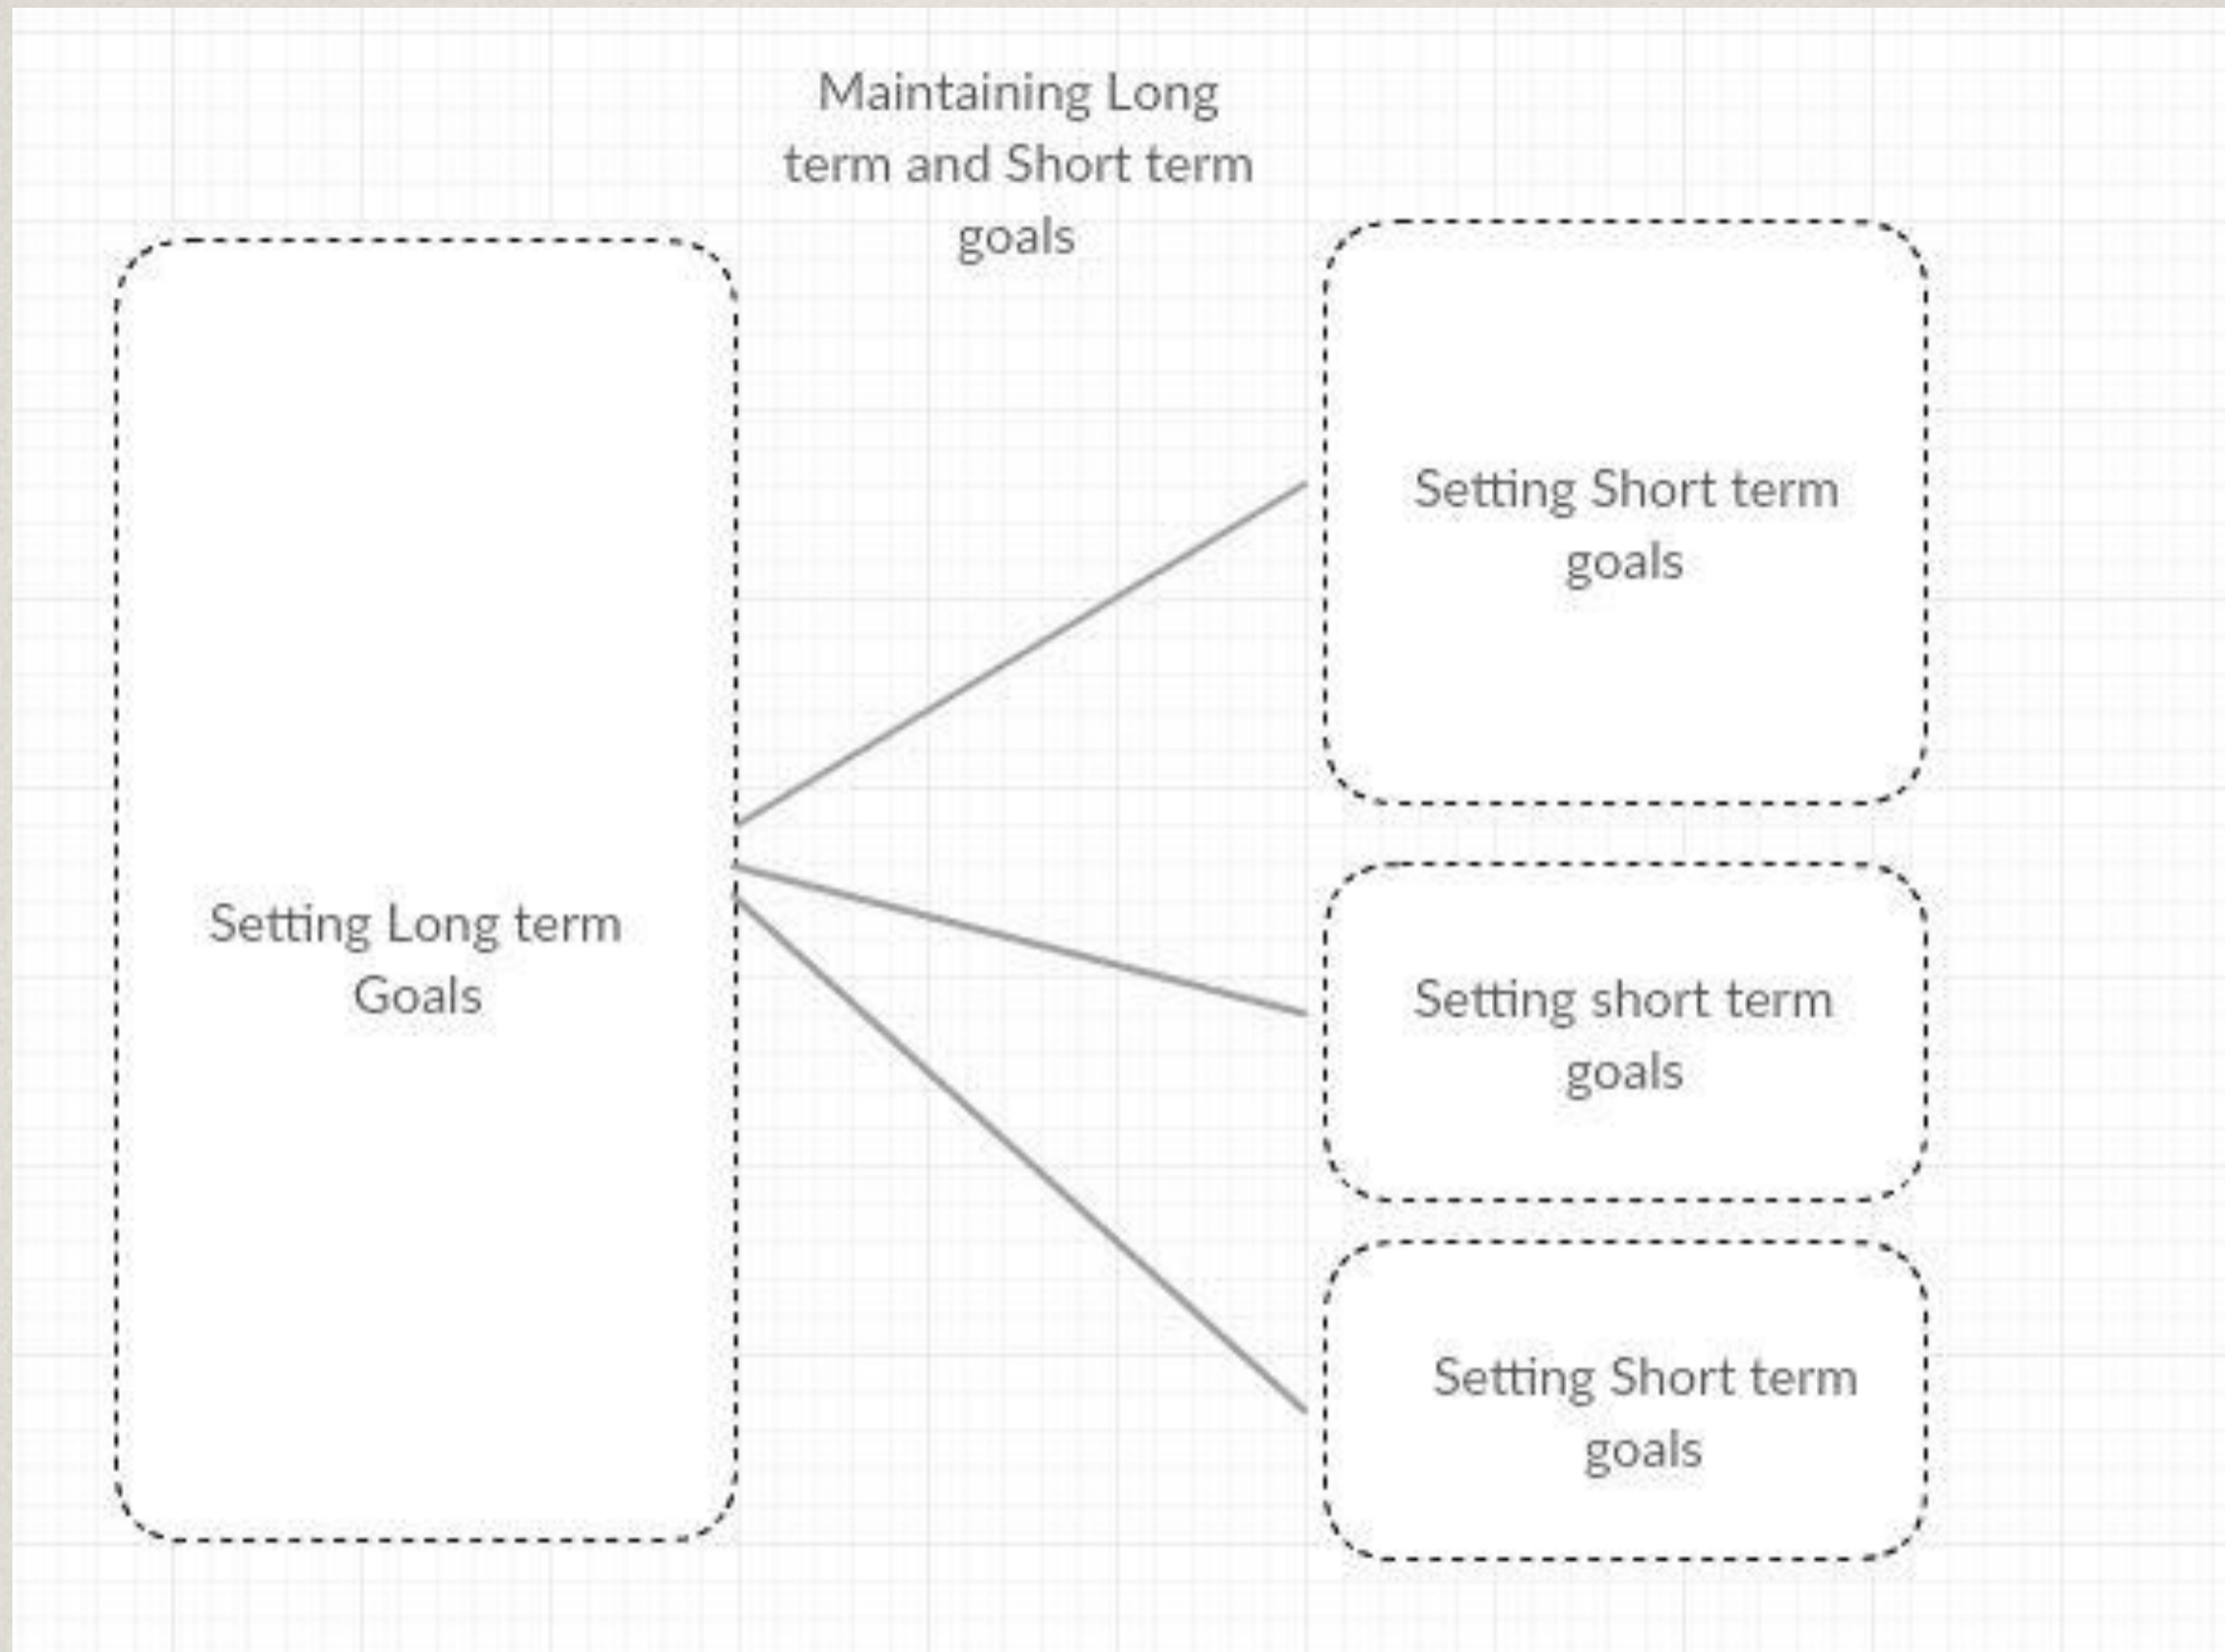 Maintaining Long
term and Short term
goals
Setting Long term
Goals
Setting Short term
goals
Setting short term
goals
Setting Short term
goals